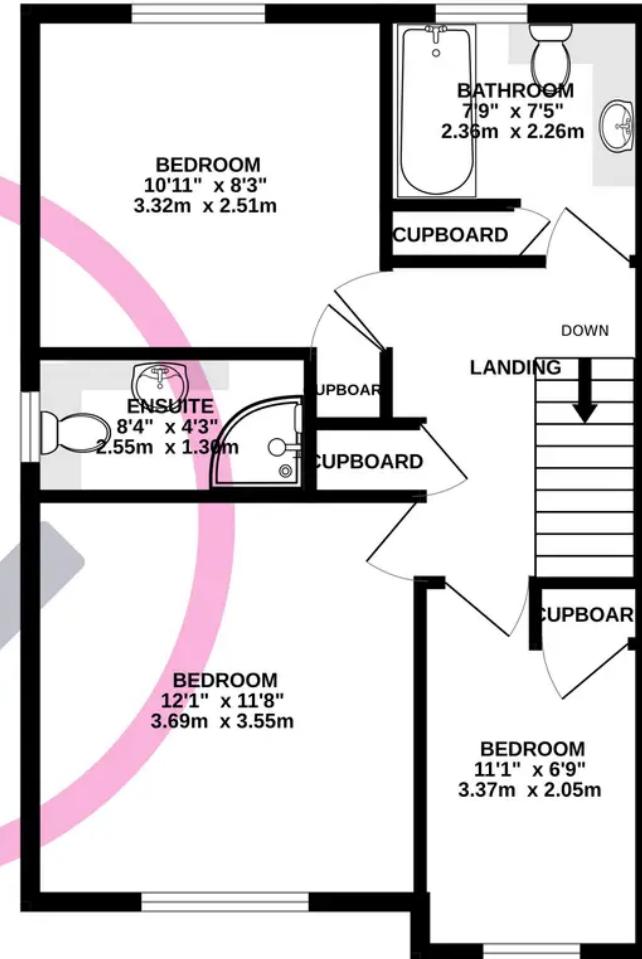 BATHROOM
7'9" x 7'5"
2.36m x 2.26m
BEDROOM
10'11" x 8'3"
3.32m x 2.51m
CUPBOARD
DOWN
LANDING
CUPBOAR
ENSUITE
8'4" x 4'3"
2.55m x 1.30m
CUPBOARD
CUPBOAR
BEDROOM
12'1" x 11'8"
3.69m x 3.55m
BEDROOM
11'1" x 6'9"
3.37m x 2.05m